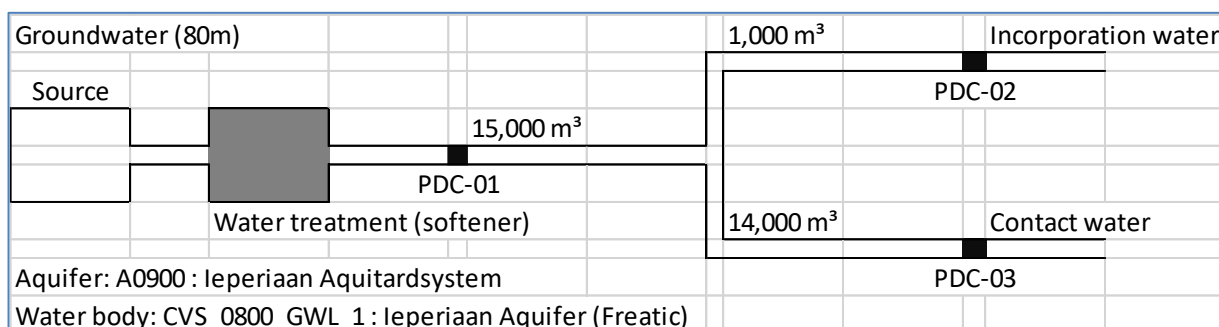 Groundwater (80m)
1,000 m³
Incorporation water
Source
PDC-02
15,000 m³
PDC-01
Water treatment (softener)
14,000 m³
Contact water
Aquifer: A0900 : Ieperiaan Aquitardsystem
PDC-03
Water body: CVS_0800_GWL_1 : Ieperiaan Aquifer (Freatic)